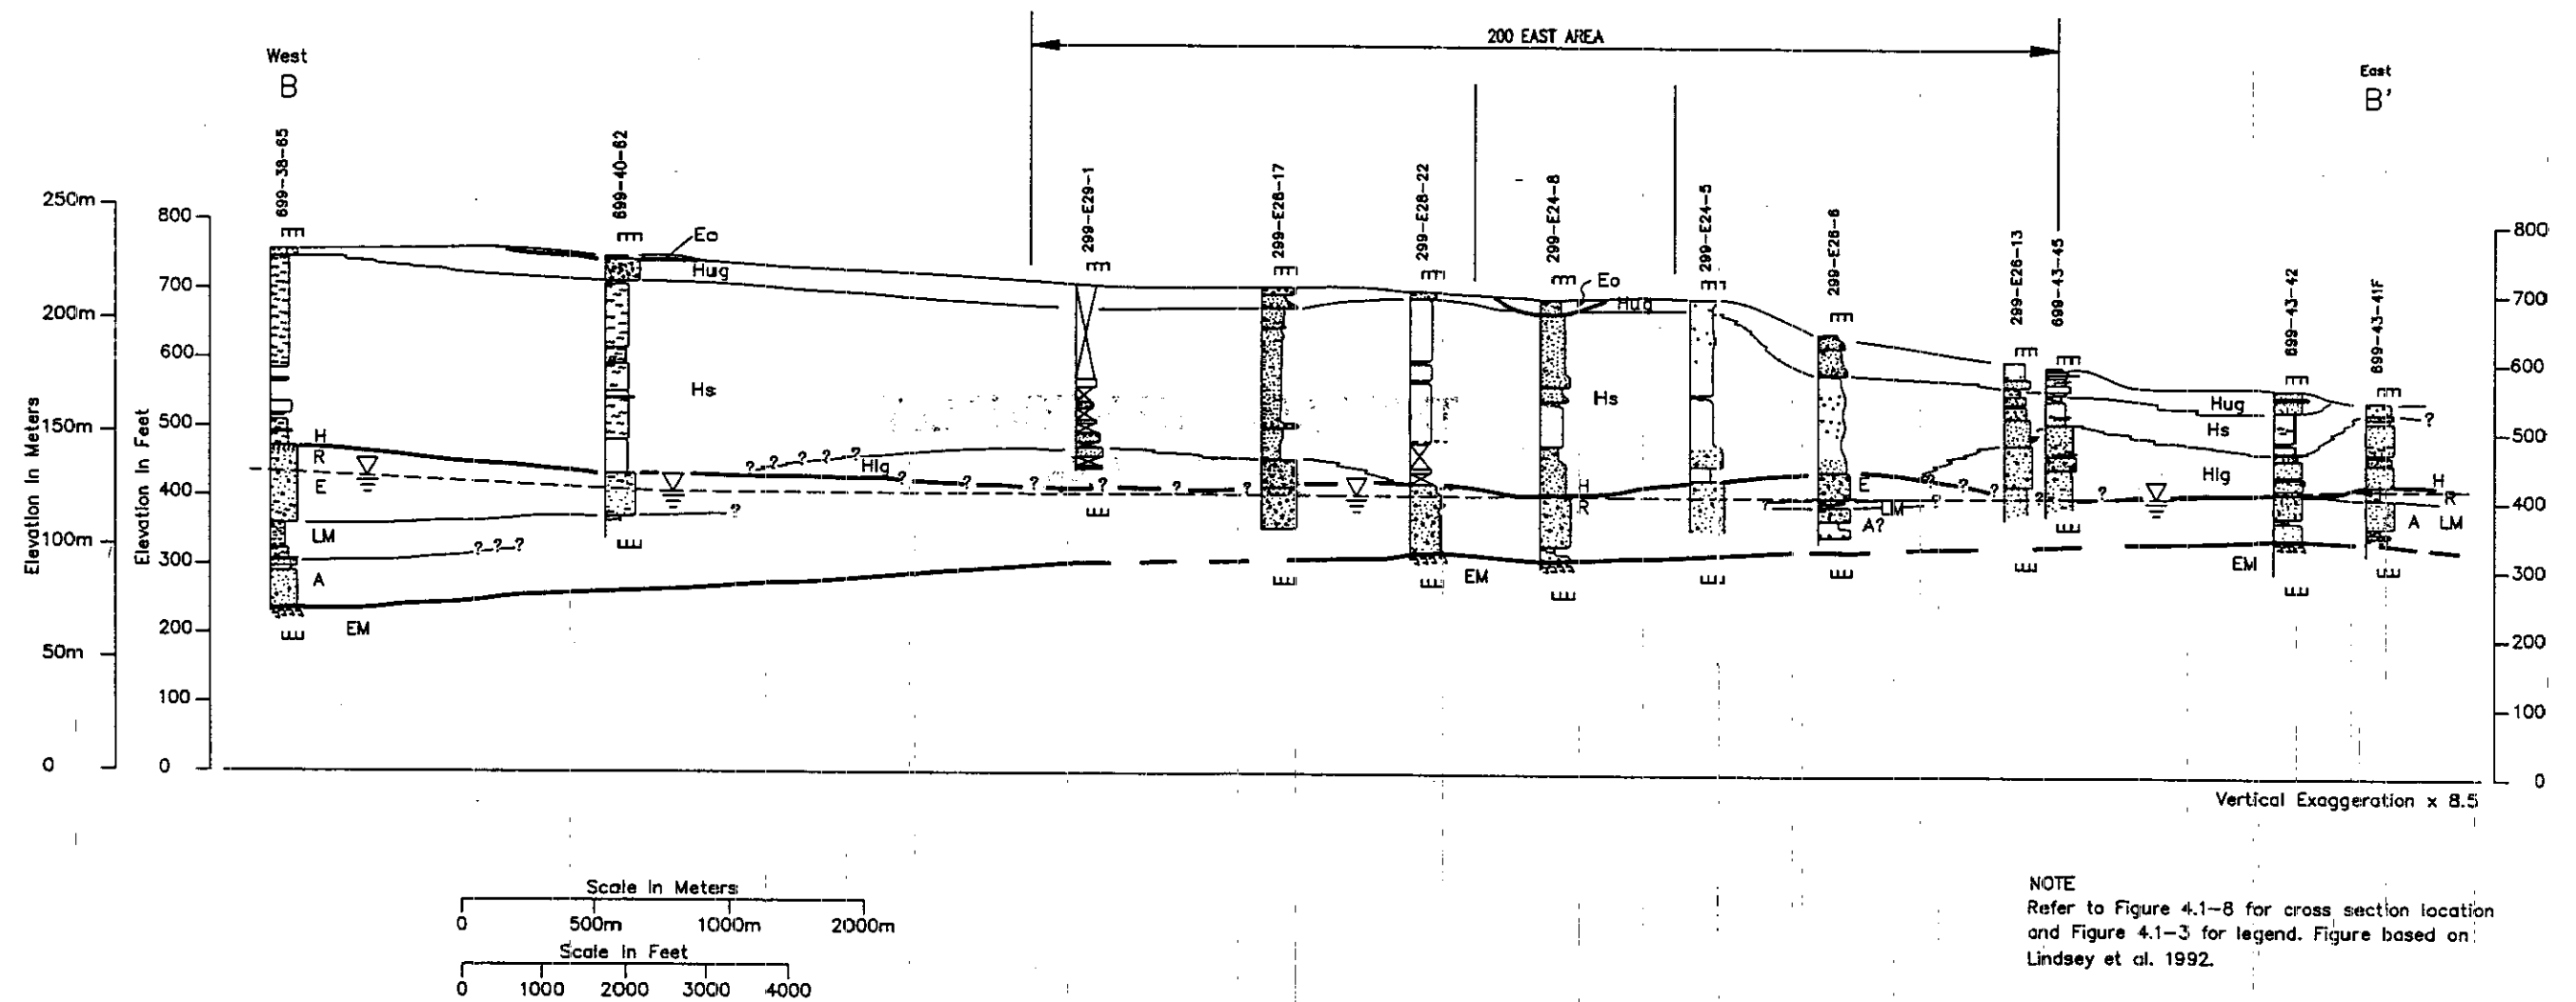 200 EAST AREA
West
B
East
B'
699-38-65
699-40-62
299-E29-1
299-E28-17
299-E28-22
299-E24-8
299-E24-5
299-E26-6
299-E26-13
699-43-45
699-43-42
699-43-41F
Elevation In Meters
250m
200m
150m
100m
50m
0
Elevation In Feet
800
700
600
500
400
300
200
100
0
800
700
600
500
400
300
200
100
0
Eo
Hug
Eo
Hug
Hug
Hs
Hs
Hs
H
R
E
Hlg
? ? ? ?
? ? ? ? ? ? ?
Hlg
H
R
E
LM
A?
? ? ? ? ? ? ?
H
R
A
LM
LM
?
? ? ?
A
EM
EM
EM
Vertical Exaggeration x 8.5
Scale In Meters
0 500m 1000m 2000m
Scale In Feet
0 1000 2000 3000 4000
NOTE
Refer to Figure 4.1-8 for cross section location
and Figure 4.1-3 for legend. Figure based on
Lindsey et al. 1992.